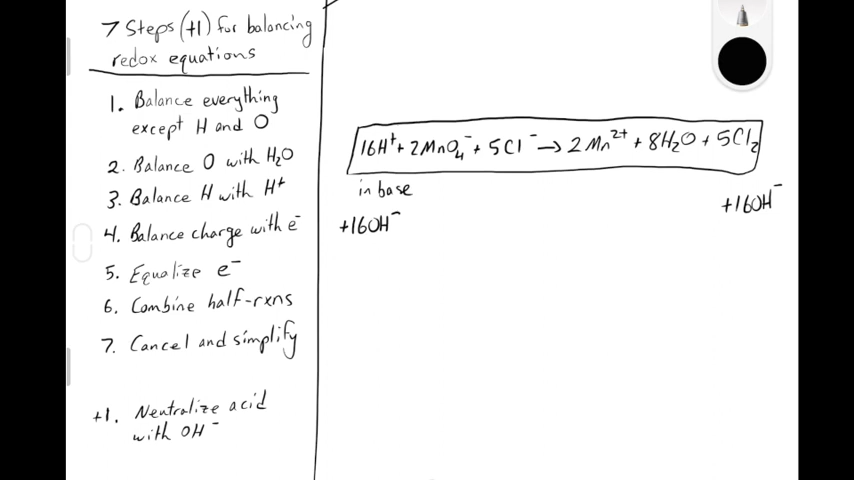 7 Steps (+1) for balancing
redox equations
1. Balance everything
except H and O
2. Balance O with H₂O
3. Balance H with H⁺
4. Balance charge with e⁻
5. Equalize e⁻
6. Combine half-rxns
7. Cancel and simplify
+1. Neutralize acid
with OH⁻
16H⁺ + 2MnO₄⁻ + 5Cl⁻ → 2Mn²⁺ + 8H₂O + 5Cl₂
in base
+16OH⁻ +16OH⁻